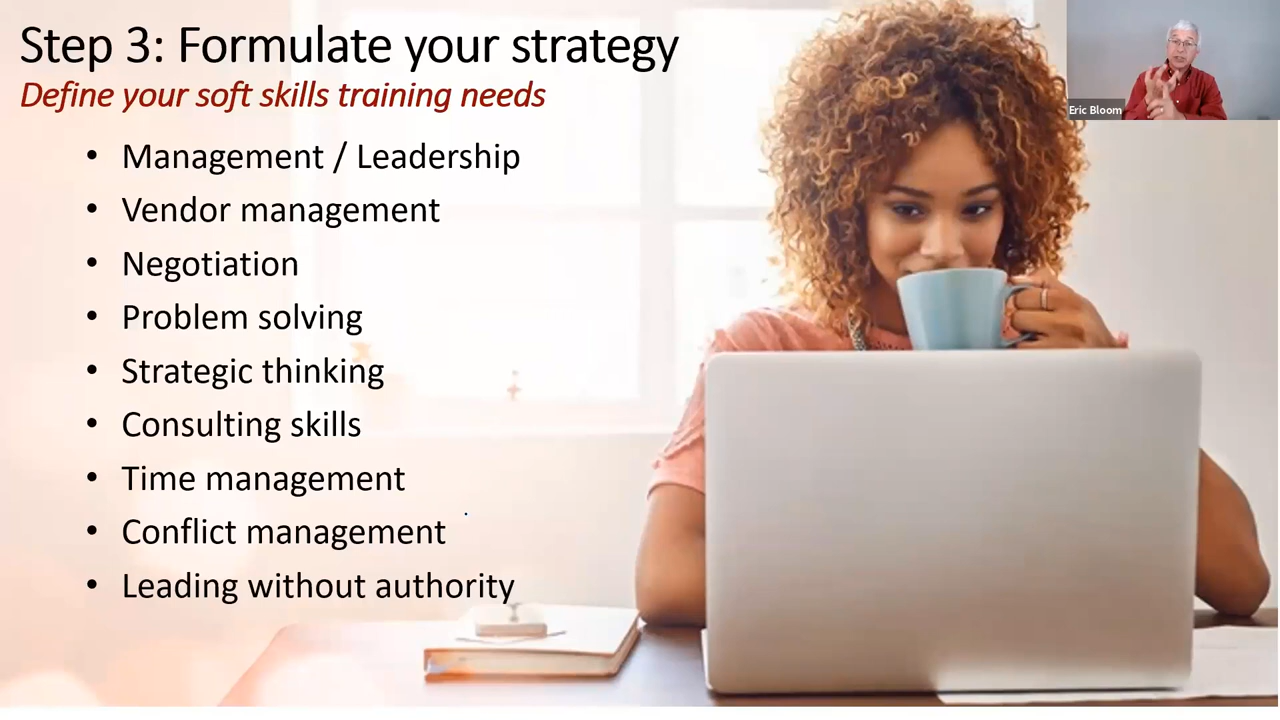 Step 3: Formulate your strategy
Define your soft skills training needs
• Management / Leadership
• Vendor management
• Negotiation
• Problem solving
• Strategic thinking
• Consulting skills
• Time management
• Conflict management
• Leading without authority
Eric Bloom